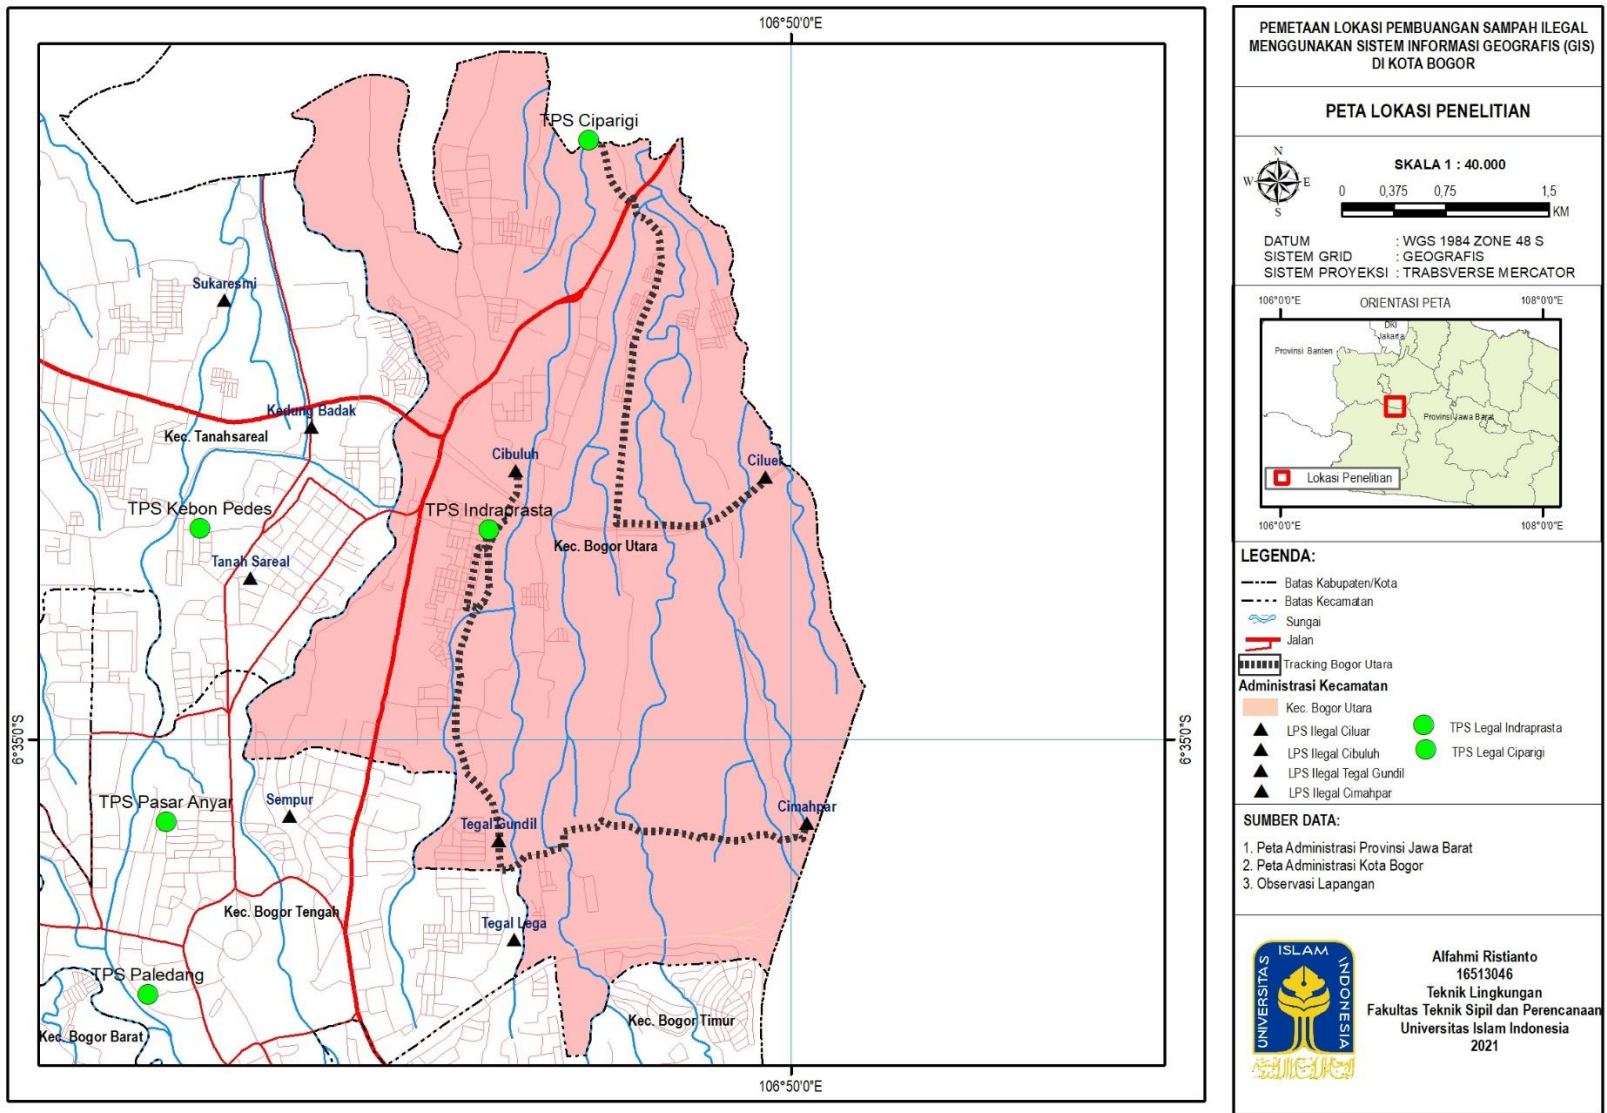 106°50'0"E
TPS Ciparigi
Sukaresmi
Kedung Badak
Kec. Tanahsareal
Cibuluh
Ciluer
TPS Kebon Pedes
TPS Indraprasta
Kec. Bogor Utara
Tanah Sareal
6°35'0"S
6°35'0"S
TPS Pasar Anyar
Sempur
Tegal Gundil
Cimahpar
Kec. Bogor Tengah
Tegal Lega
TPS Paledang
Kec. Bogor Barat
Kec. Bogor Timur
106°50'0"E
PEMETAAN LOKASI PEMBUANGAN SAMPAH ILEGAL
MENGGUNAKAN SISTEM INFORMASI GEOGRAFIS (GIS)
DI KOTA BOGOR
PETA LOKASI PENELITIAN
N
W E
S
SKALA 1 : 40.000
0 0,375 0,75 1,5
KM
DATUM : WGS 1984 ZONE 48 S
SISTEM GRID : GEOGRAFIS
SISTEM PROYEKSI : TRABSVERSE MERCATOR
106°0'0"E ORIENTASI PETA 108°0'0"E
DKI
Jakarta
Provinsi Banten
Provinsi Jawa Barat
Lokasi Penelitian
106°0'0"E 108°0'0"E
LEGENDA:
Batas Kabupaten/Kota
Batas Kecamatan
Sungai
Jalan
Tracking Bogor Utara
Administrasi Kecamatan
Kec. Bogor Utara
LPS Ilegal Ciluar
LPS Ilegal Cibuluh
LPS Ilegal Tegal Gundil
LPS Ilegal Cimahpar
TPS Legal Indraprasta
TPS Legal Ciparigi
SUMBER DATA:
1. Peta Administrasi Provinsi Jawa Barat
2. Peta Administrasi Kota Bogor
3. Observasi Lapangan
UNIVERSITAS ISLAM INDONESIA
Alfahmi Ristianto
16513046
Teknik Lingkungan
Fakultas Teknik Sipil dan Perencanaan
Universitas Islam Indonesia
2021